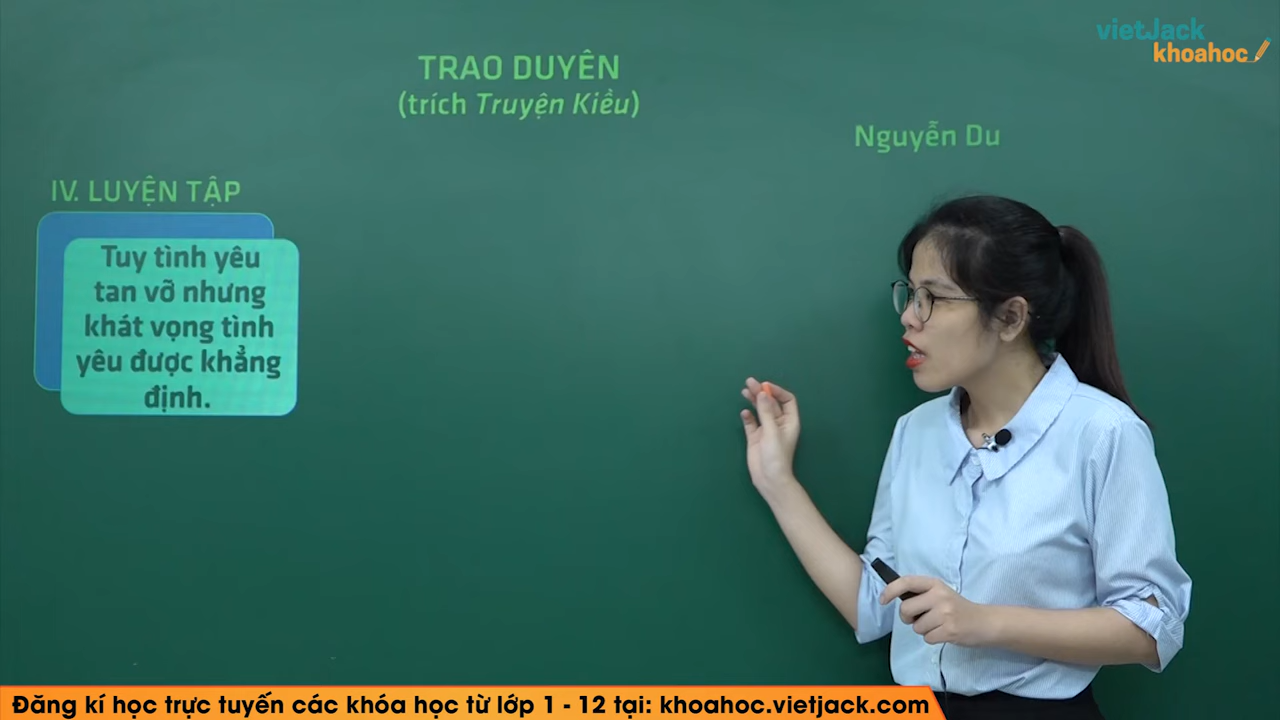 vietJack
khoahoc
TRAO DUYÊN
(trích Truyện Kiều)
Nguyễn Du
IV. LUYỆN TẬP
Tuy tình yêu
tan vỡ nhưng
khát vọng tình
yêu được khẳng
định.
Đăng kí học trực tuyến các khóa học từ lớp 1 - 12 tại: khoahoc.vietjack.com